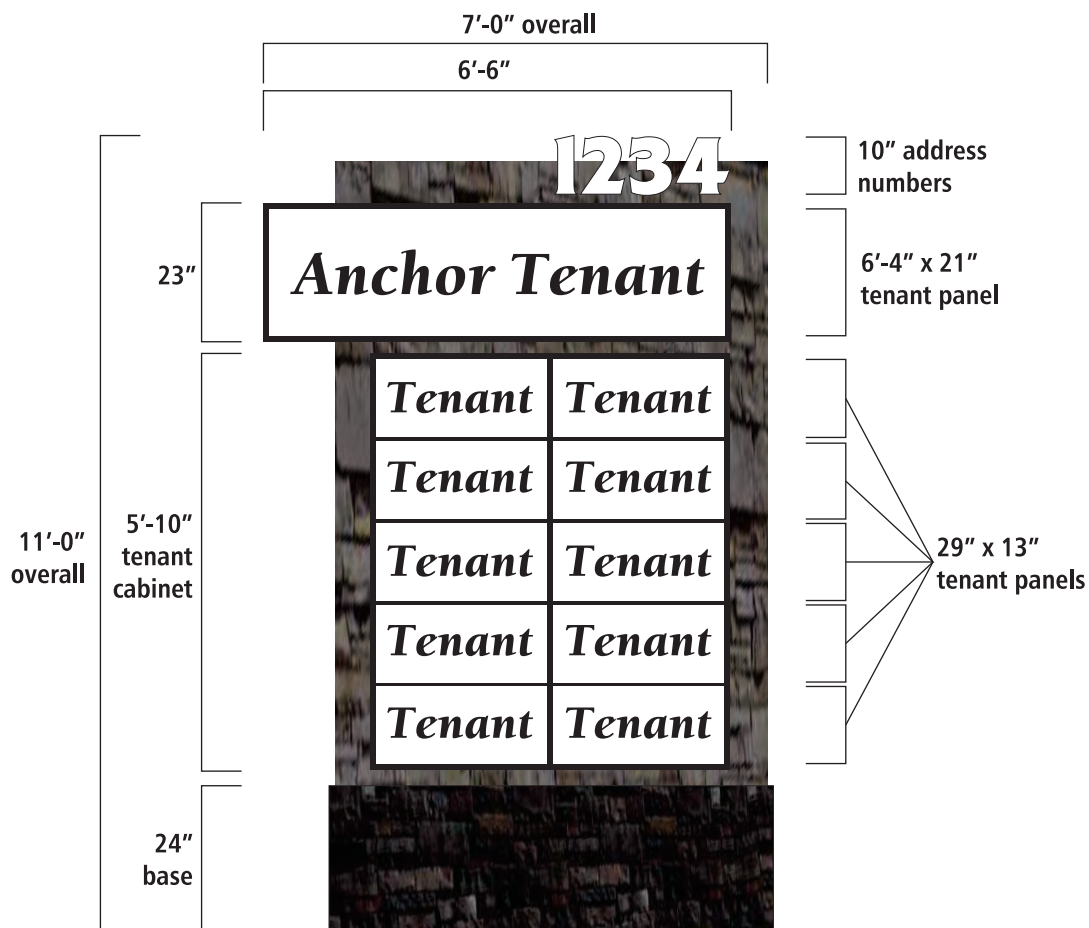 7’-0” overall
6’-6”
1234
10” address
numbers
23”
Anchor Tenant
6’-4” x 21”
tenant panel
Tenant Tenant
Tenant Tenant
11’-0”
overall
5’-10”
tenant
cabinet
Tenant Tenant
29” x 13”
tenant panels
Tenant Tenant
Tenant Tenant
24”
base